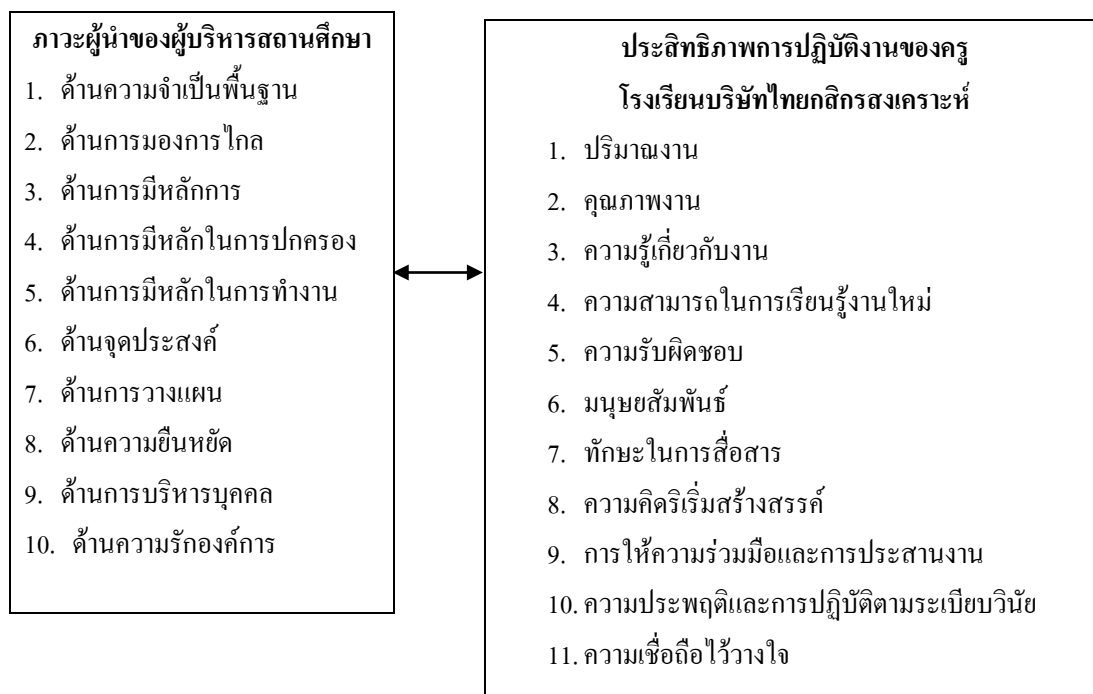 ภาวะผู้นำของผู้บริหารสถานศึกษา
1. ด้านความจำเป็นพื้นฐาน
2. ด้านการมองการไกล
3. ด้านการมีหลักการ
4. ด้านการมีหลักในการปกครอง
5. ด้านการมีหลักในการทำงาน
6. ด้านจุดประสงค์
7. ด้านการวางแผน
8. ด้านความยืนหยัด
9. ด้านการบริหารบุคคล
10. ด้านความรักองค์การ
ประสิทธิภาพการปฏิบัติงานของครู
โรงเรียนบริษัทไทยกสิกรสงเคราะห์
1. ปริมาณงาน
2. คุณภาพงาน
3. ความรู้เกี่ยวกับงาน
4. ความสามารถในการเรียนรู้งานใหม่
5. ความรับผิดชอบ
6. มนุษยสัมพันธ์
7. ทักษะในการสื่อสาร
8. ความคิดริเริ่มสร้างสรรค์
9. การให้ความร่วมมือและการประสานงาน
10. ความประพฤติและการปฏิบัติตามระเบียบวินัย
11. ความเชื่อถือไว้วางใจ